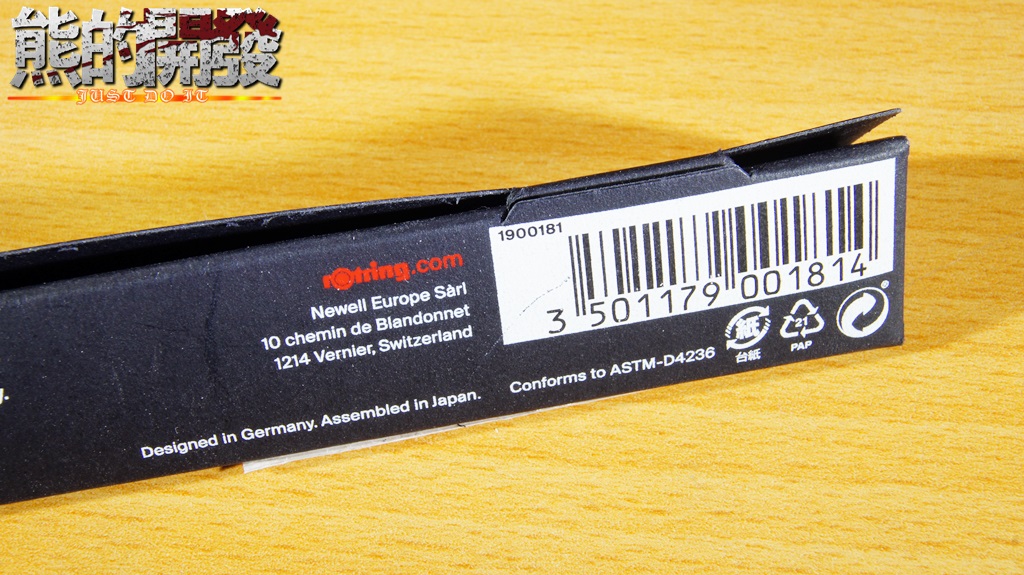 熊的開發
JUST DO IT
1900181
3 501179 001814
rotring.com
Newell Europe Sàrl
10 chemin de Blandonnet
1214 Vernier, Switzerland
紙
台紙
21
PAP
®
Conforms to ASTM-D4236
Designed in Germany. Assembled in Japan.